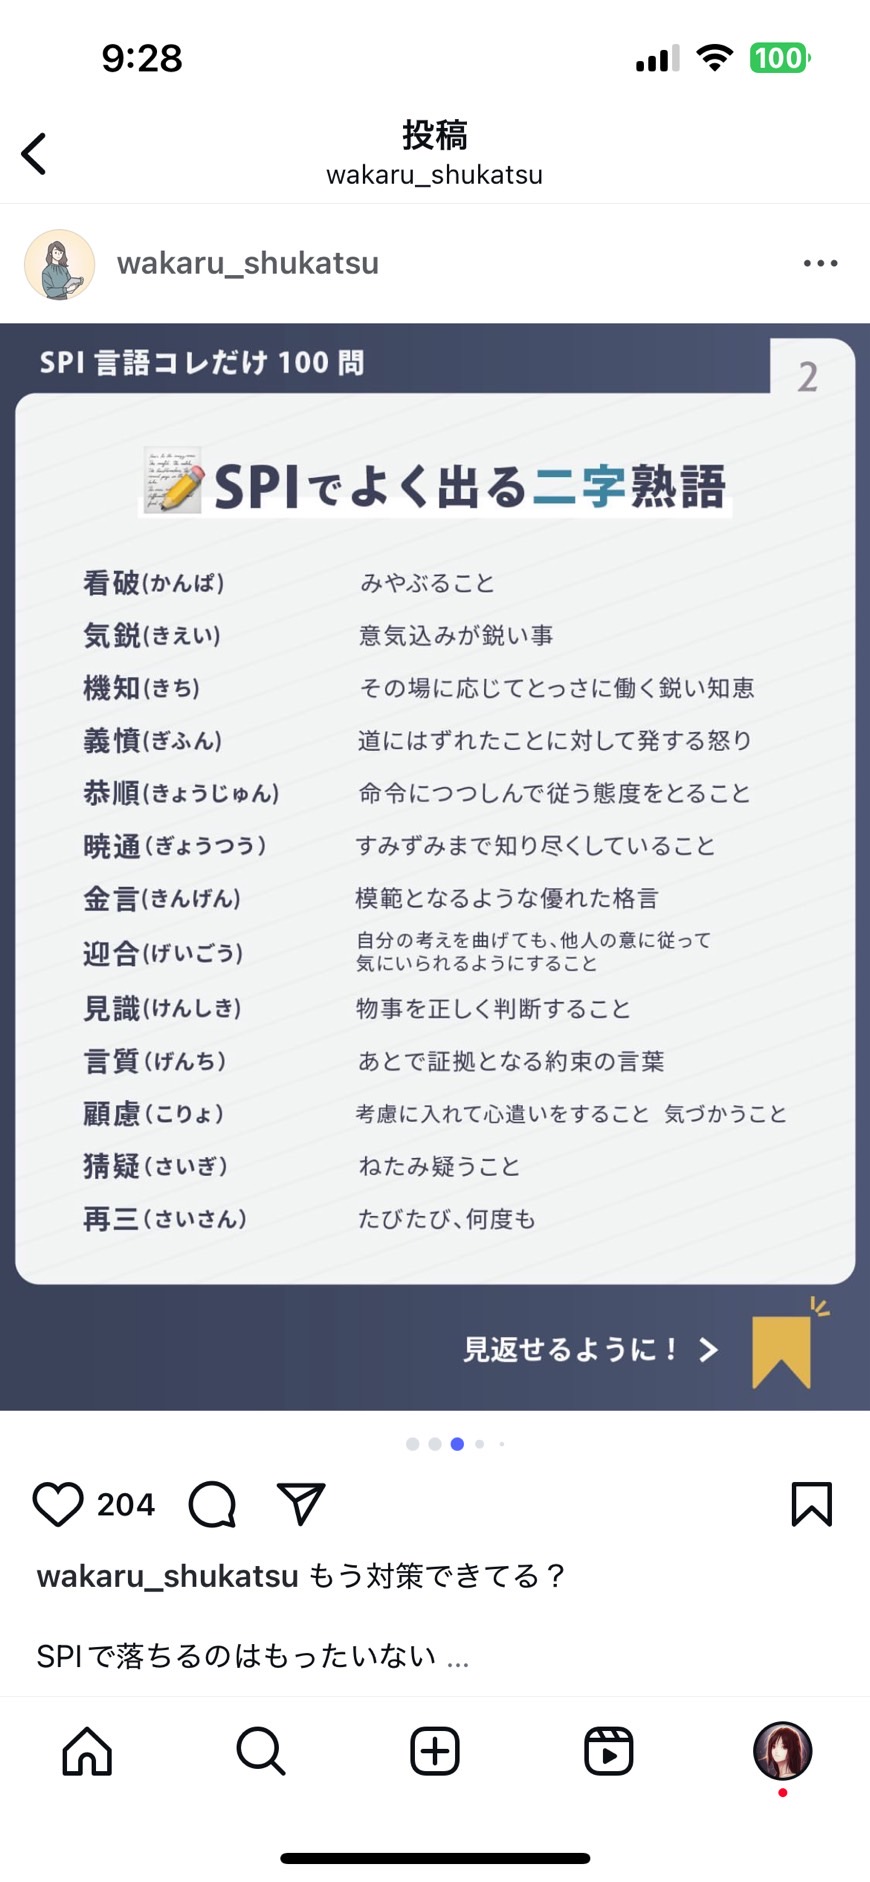 9:28
100
投稿
wakaru_shukatsu
wakaru_shukatsu
SPI 言語コレだけ 100 問
2
SPIでよく出る二字熟語
看破(かんぱ) みやぶること
気鋭(きえい) 意気込みが鋭い事
機知(きち) その場に応じてとっさに働く鋭い知恵
義憤(ぎふん) 道にはずれたことに対して発する怒り
恭順(きょうじゅん) 命令につつしんで従う態度をとること
暁通(ぎょうつう) すみずみまで知り尽くしていること
金言(きんげん) 模範となるような優れた格言
迎合(げいごう) 自分の考えを曲げても、他人の意に従って
気にいられるようにすること
見識(けんしき) 物事を正しく判断すること
言質(げんち) あとで証拠となる約束の言葉
顧慮(こりょ) 考慮に入れて心遣いをすること 気づかうこと
猜疑(さいぎ) ねたみ疑うこと
再三(さいさん) たびたび、何度も
見返せるように！
204
wakaru_shukatsu もう対策できてる？
SPIで落ちるのはもったいない ...